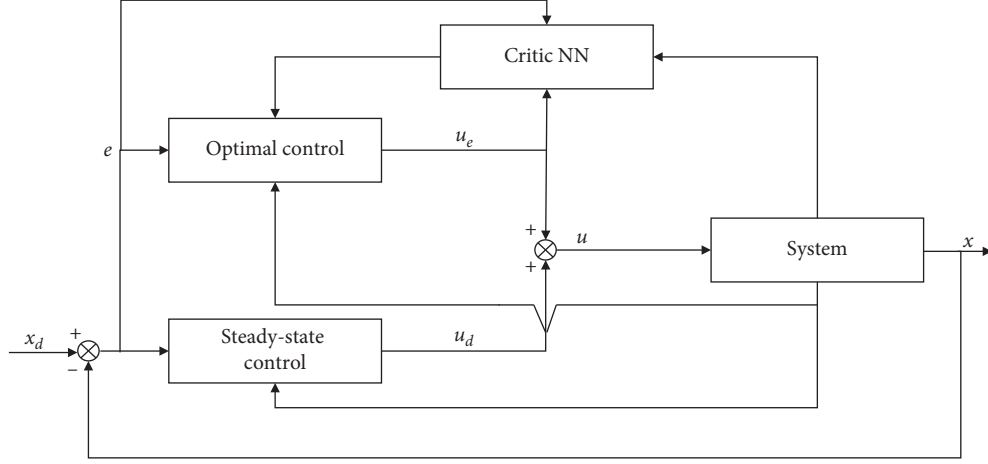 Critic NN
e
Optimal control
u_e
+
+
u
System
x
x_d
+
−
Steady-state
control
u_d